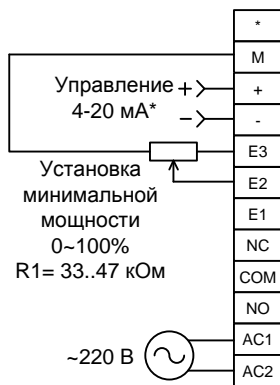 *
M
Управление + +
4-20 мА* - -
E3
Установка E2
минимальной E1
мощности NC
0~100%
R1= 33..47 кОм COM
NO
AC1
~220 В
AC2